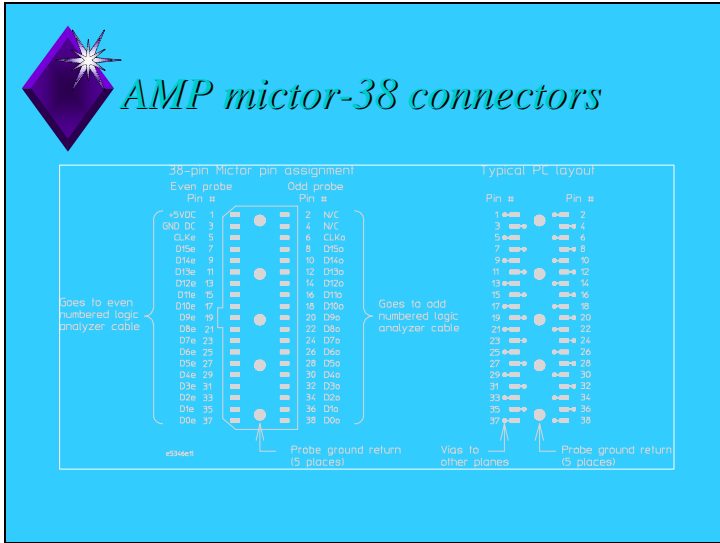 AMP mictor-38 connectors
38-pin Mictor pin assignment
Even probe Odd probe
Pin # Pin #
+5VDC 1 2 N/C
GND DC 3 4 N/C
CLKe 5 6 CLKo
D15e 7 8 D15o
D14e 9 10 D14o
D13e 11 12 D13o
D12e 13 14 D12o
D11e 15 16 D11o
D10e 17 18 D10o
D9e 19 20 D9o
D8e 21 22 D8o
D7e 23 24 D7o
D6e 25 26 D6o
D5e 27 28 D5o
D4e 29 30 D4o
D3e 31 32 D3o
D2e 33 34 D2o
D1e 35 36 D1o
D0e 37 38 D0o
Goes to even
numbered logic
analyzer cable
Goes to odd
numbered logic
analyzer cable
e5346e11
Probe ground return
(5 places)
Typical PC layout
Pin # Pin #
1 2
3 4
5 6
7 8
9 10
11 12
13 14
15 16
17 18
19 20
21 22
23 24
25 26
27 28
29 30
31 32
33 34
35 36
37 38
Vias to
other planes
Probe ground return
(5 places)